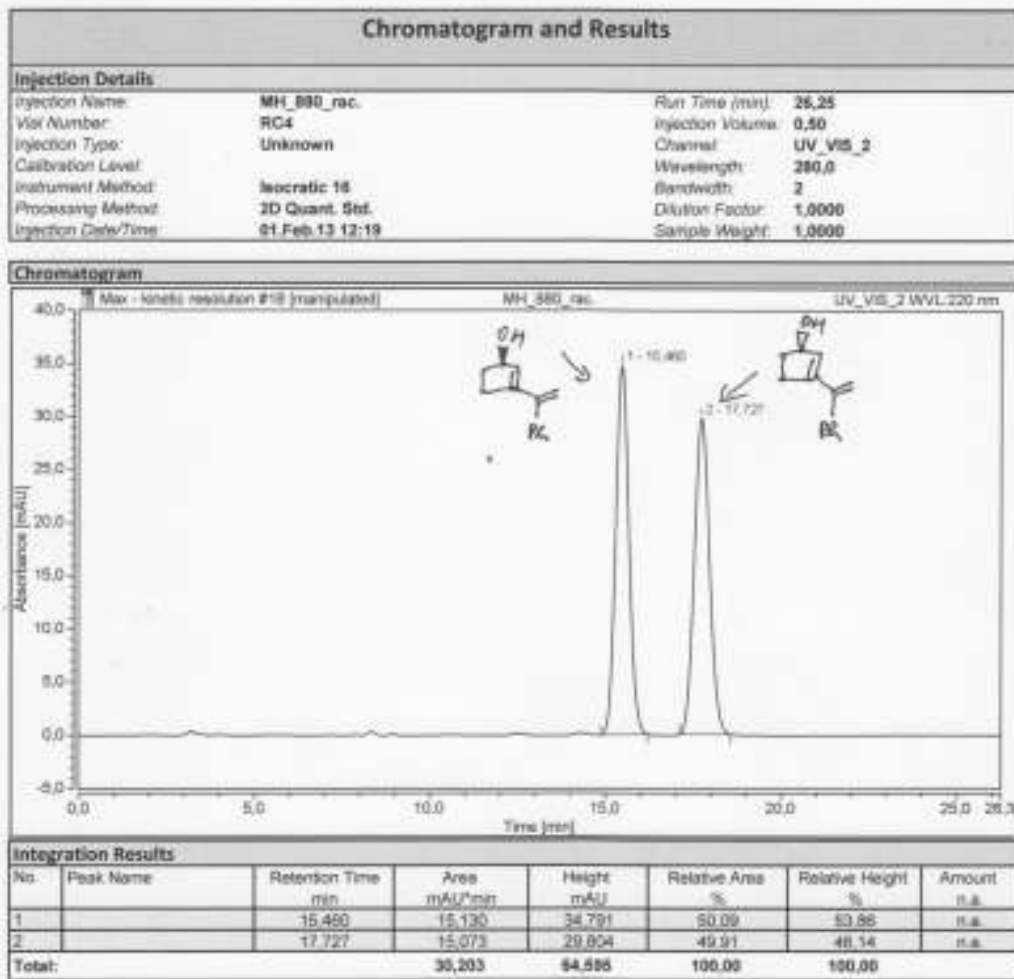 Chromatogram and Results
Injection Details
Injection Name: MH_880_rac. Run Time (min): 26,25
Vial Number: RC4 Injection Volume: 0,50
Injection Type: Unknown Channel: UV_VIS_2
Calibration Level: Wavelength: 280,0
Instrument Method: Isocratic 16 Bandwidth: 2
Processing Method: 2D Quant. Std. Dilution Factor: 1,0000
Injection Date/Time: 01.Feb.13 12:19 Sample Weight: 1,0000
Chromatogram
Max - kinetic resolution #18 [manipulated] MH_880_rac. UV_VIS_2 WVL:220 nm
40,0
35,0
30,0
25,0
20,0
15,0
10,0
5,0
0,0
-5,0
Absorbance [mAU]
OH
OH
1 - 15,460
2 - 17,727
0,0 5,0 10,0 15,0 20,0 25,0 26,3
Time [min]
Integration Results
No. Peak Name Retention Time Area Height Relative Area Relative Height Amount
min mAU*min mAU % % n.a.
1 15,460 15,130 34,791 50,09 53,86 n.a.
2 17,727 15,073 29,804 49,91 46,14 n.a.
Total: 30,203 64,595 100,00 100,00